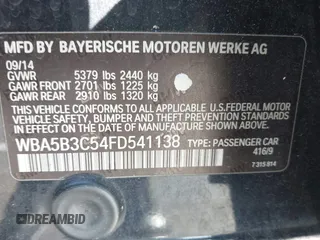 MFD BY BAYERISCHE MOTOREN WERKE AG
09/14
GVWR 5379 lbs 2440 kg
GAWR FRONT 2701 lbs 1225 kg
GAWR REAR 2910 lbs 1320 kg
THIS VEHICLE CONFORMS TO ALL APPLICABLE U.S. FEDERAL
MOTOR VEHICLE SAFETY, BUMPER AND THEFT PREVENTION
STANDARDS IN EFFECT ON THE DATE OF MANUFACTURE SHOWN ABOVE.
WBA5B3C54FD541138 TYPE: PASSENGER CAR
416/9
7 315 814
© WWW.BIDFAX.INFO